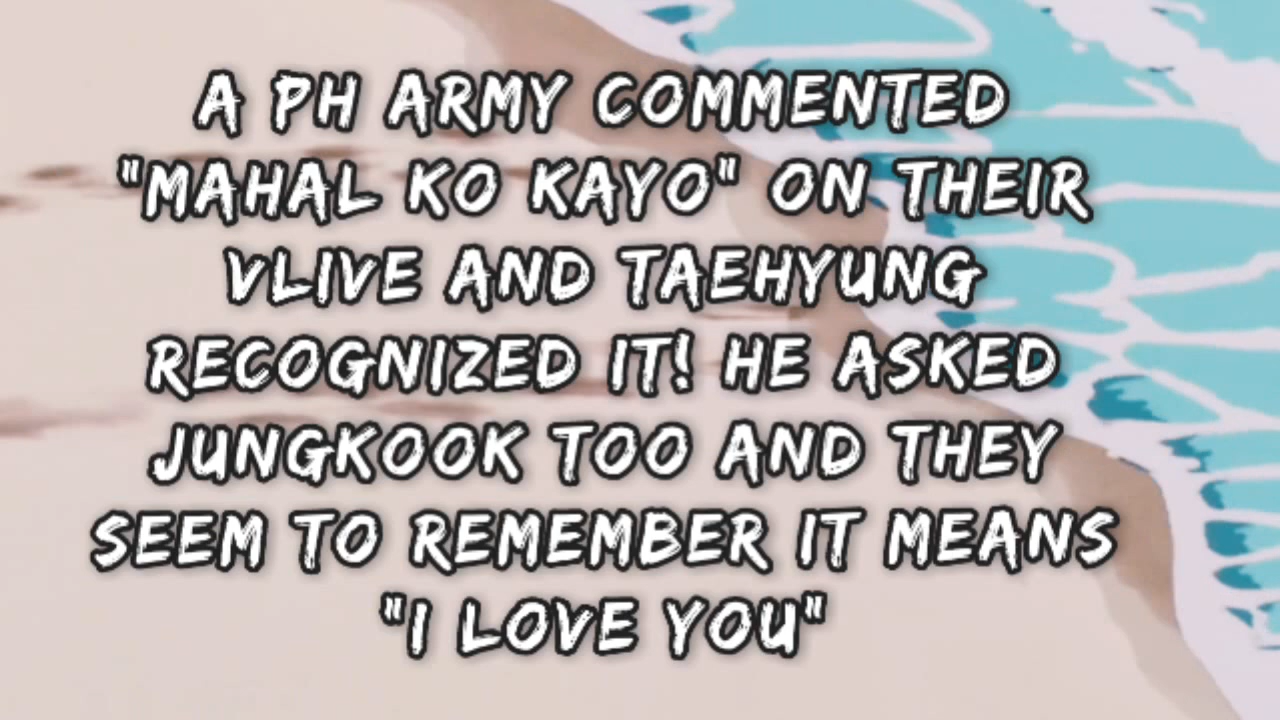 A PH ARMY COMMENTED
"MAHAL KO KAYO" ON THEIR
VLIVE AND TAEHYUNG
RECOGNIZED IT! HE ASKED
JUNGKOOK TOO AND THEY
SEEM TO REMEMBER IT MEANS
"I LOVE YOU"